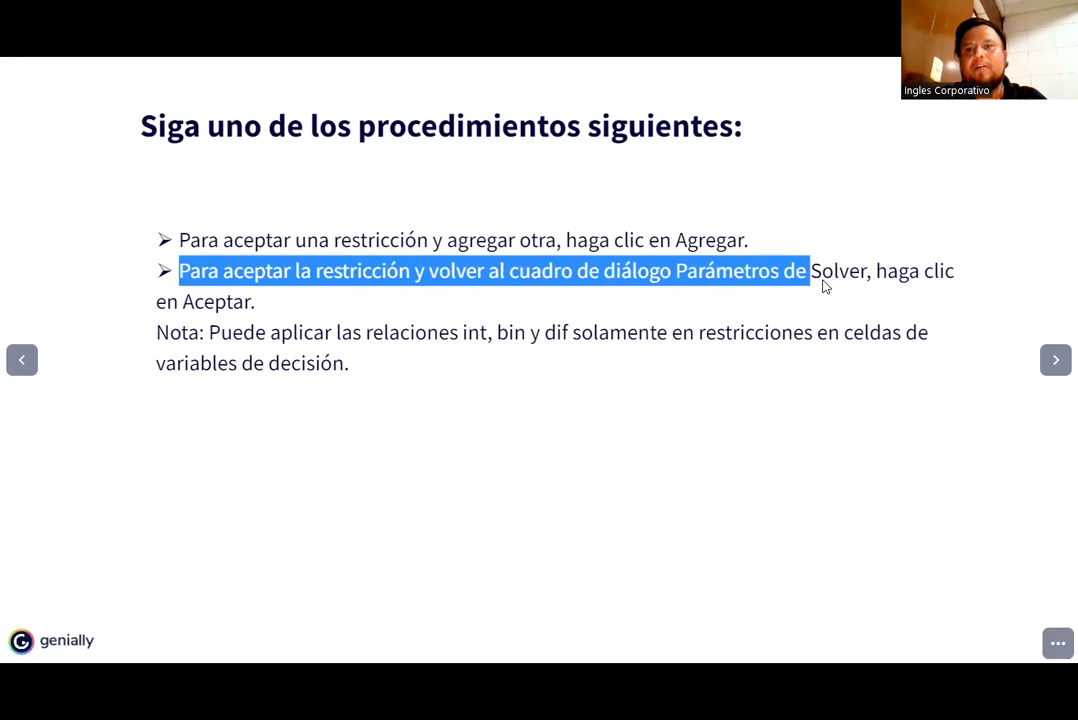 Ingles Corporativo
Siga uno de los procedimientos siguientes:
➢ Para aceptar una restricción y agregar otra, haga clic en Agregar.
➢ Para aceptar la restricción y volver al cuadro de diálogo Parámetros de Solver, haga clic
en Aceptar.
Nota: Puede aplicar las relaciones int, bin y dif solamente en restricciones en celdas de
variables de decisión.
genially